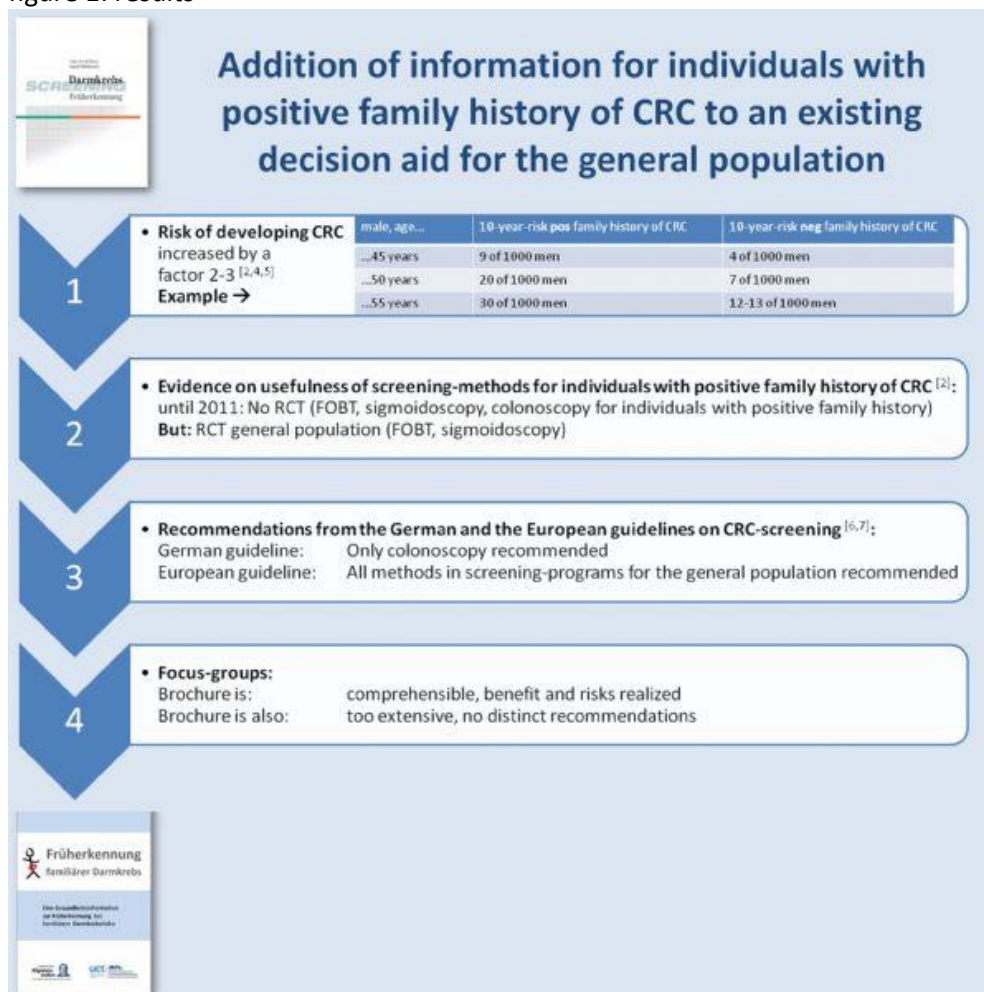 Darmkrebs
SCREENING
Früherkennung
Addition of information for individuals with
positive family history of CRC to an existing
decision aid for the general population
1
• Risk of developing CRC
increased by a
factor 2-3 [2,4,5]
Example →
male, age... 10-year-risk pos family history of CRC 10-year-risk neg family history of CRC
...45 years 9 of 1000 men 4 of 1000 men
...50 years 20 of 1000 men 7 of 1000 men
...55 years 30 of 1000 men 12-13 of 1000 men
2
• Evidence on usefulness of screening-methods for individuals with positive family history of CRC [2]:
until 2011: No RCT (FOBT, sigmoidoscopy, colonoscopy for individuals with positive family history)
But: RCT general population (FOBT, sigmoidoscopy)
3
• Recommendations from the German and the European guidelines on CRC-screening [6,7]:
German guideline: Only colonoscopy recommended
European guideline: All methods in screening-programs for the general population recommended
4
• Focus-groups:
Brochure is: comprehensible, benefit and risks realized
Brochure is also: too extensive, no distinct recommendations
Früherkennung
familiärer Darmkrebs
Eine Gesundheitsinformation
zur Früherkennung bei
UCT